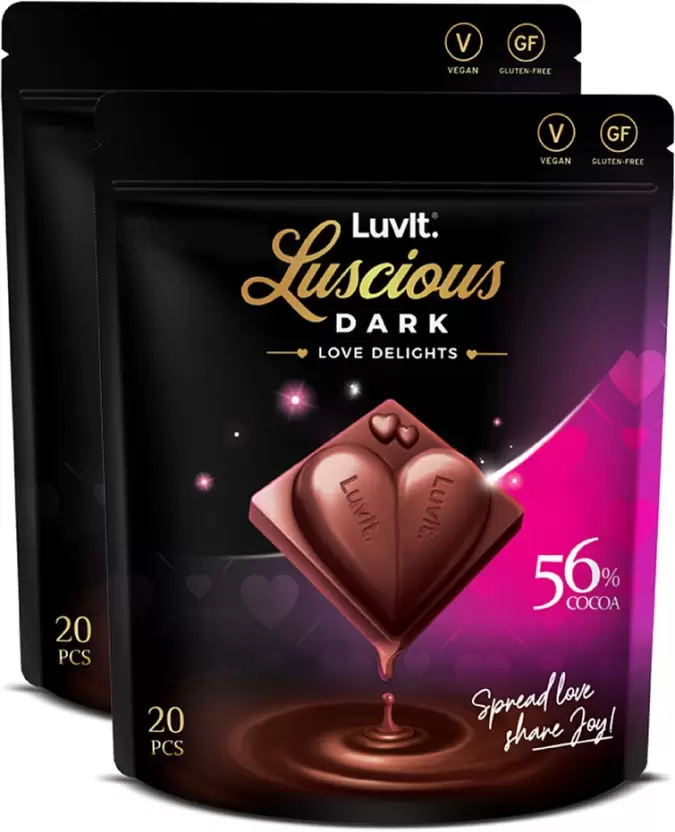 V
GF
VEGAN
GLUTEN-FREE
V
GF
VEGAN
GLUTEN-FREE
LuvIt.®
Luscious
DARK
LOVE DELIGHTS
LuvIt.
LuvIt.
56%
COCOA
20
PCS
20
PCS
Spread love
share Joy!